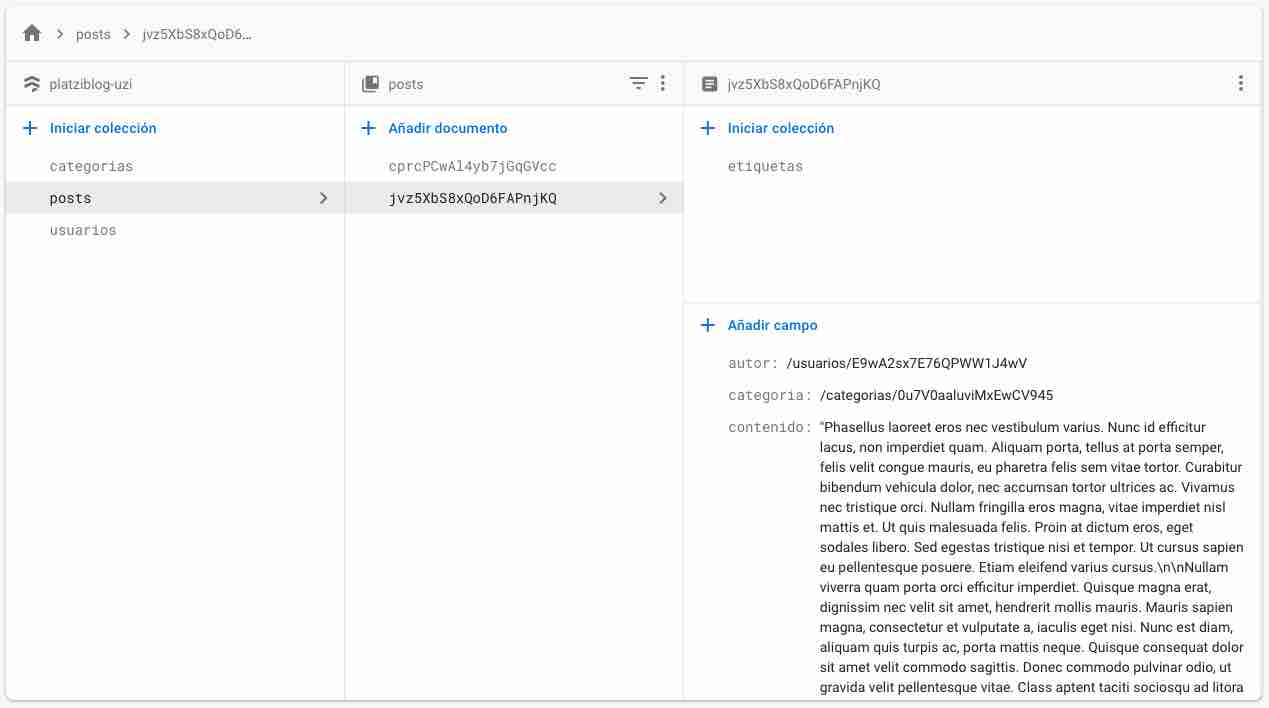 posts
jvz5XbS8xQoD6…
platziblog-uzi
posts
jvz5XbS8xQoD6FAPnjKQ
Iniciar colección
categorias
posts
usuarios
Añadir documento
cprcPCwAl4yb7jGqGVcc
jvz5XbS8xQoD6FAPnjKQ
Iniciar colección
etiquetas
Añadir campo
autor: /usuarios/E9wA2sx7E76QPWW1J4wV
categoria: /categorias/0u7V0aaluviMxEwCV945
contenido: "Phasellus laoreet eros nec vestibulum varius. Nunc id efficitur
lacus, non imperdiet quam. Aliquam porta, tellus at porta semper,
felis velit congue mauris, eu pharetra felis sem vitae tortor. Curabitur
bibendum vehicula dolor, nec accumsan tortor ultrices ac. Vivamus
nec tristique orci. Nullam fringilla eros magna, vitae imperdiet nisl
mattis et. Ut quis malesuada felis. Proin at dictum eros, eget
sodales libero. Sed egestas tristique nisi et tempor. Ut cursus sapien
eu pellentesque posuere. Etiam eleifend varius cursus.\n\nNullam
viverra quam porta orci efficitur imperdiet. Quisque magna erat,
dignissim nec velit sit amet, hendrerit mollis mauris. Mauris sapien
magna, consectetur et vulputate a, iaculis eget nisi. Nunc est diam,
aliquam quis turpis ac, porta mattis neque. Quisque consequat dolor
sit amet velit commodo sagittis. Donec commodo pulvinar odio, ut
gravida velit pellentesque vitae. Class aptent taciti sociosqu ad litora